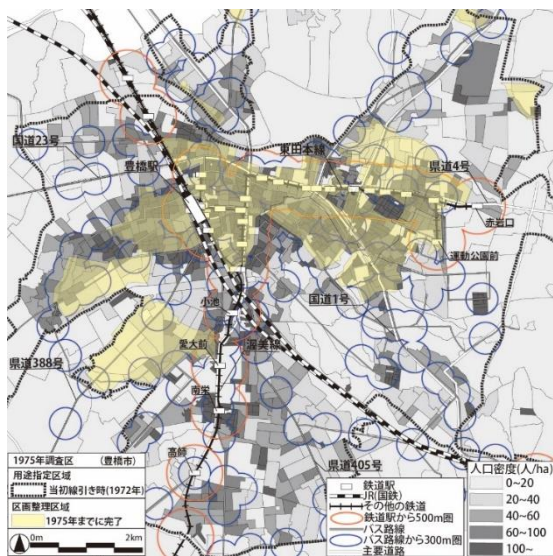 国道23号
東田本線
県道4号
豊橋駅
赤岩口
運動公園前
小池
国道1号
県道388号
愛大前
渥美線
南栄
高師
県道405号
1975年調査区 (豊橋市)
用途指定区域
当初線引き時(1972年)
区画整理区域
1975年までに完了
0m 1 2km
鉄道駅
JR(国鉄)
その他の鉄道
鉄道駅から500m圏
バス路線
バス路線から300m圏
主要道路
人口密度(人/ha)
0~20
20~40
40~60
60~100
100~